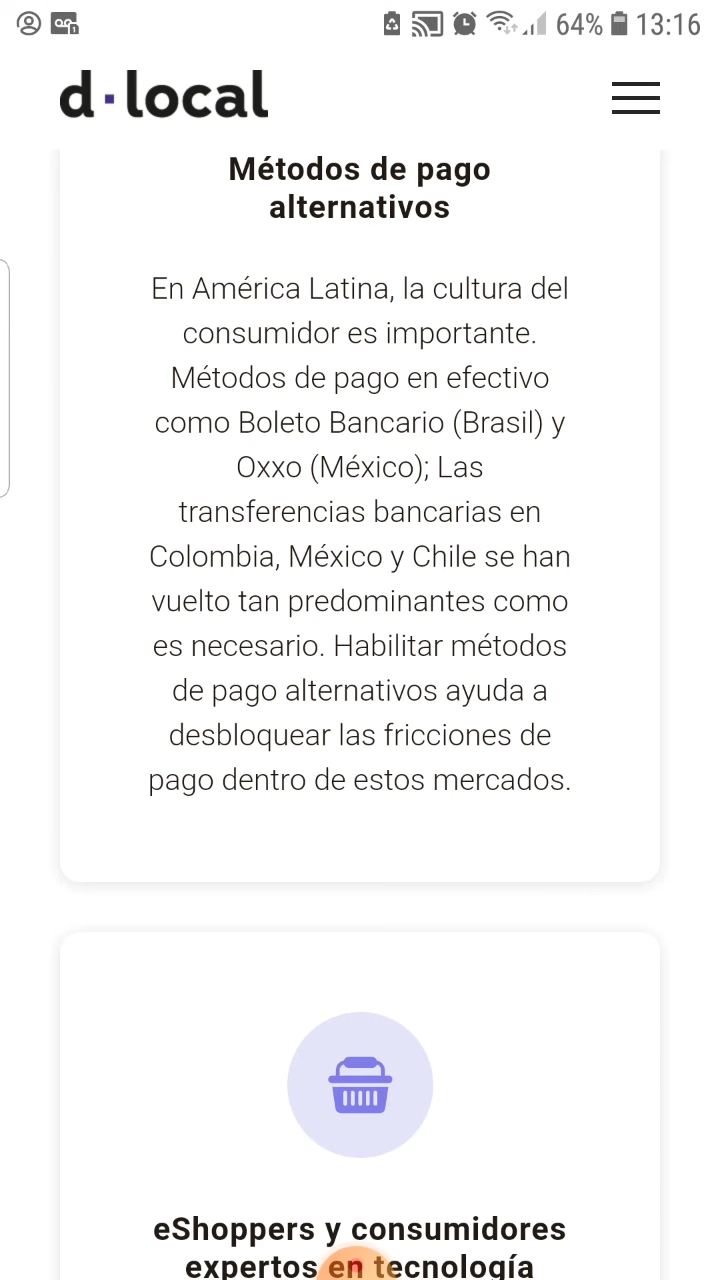 64% 13:16
d·local
Métodos de pago
alternativos
En América Latina, la cultura del
consumidor es importante.
Métodos de pago en efectivo
como Boleto Bancario (Brasil) y
Oxxo (México); Las
transferencias bancarias en
Colombia, México y Chile se han
vuelto tan predominantes como
es necesario. Habilitar métodos
de pago alternativos ayuda a
desbloquear las fricciones de
pago dentro de estos mercados.
eShoppers y consumidores
expertos en tecnología